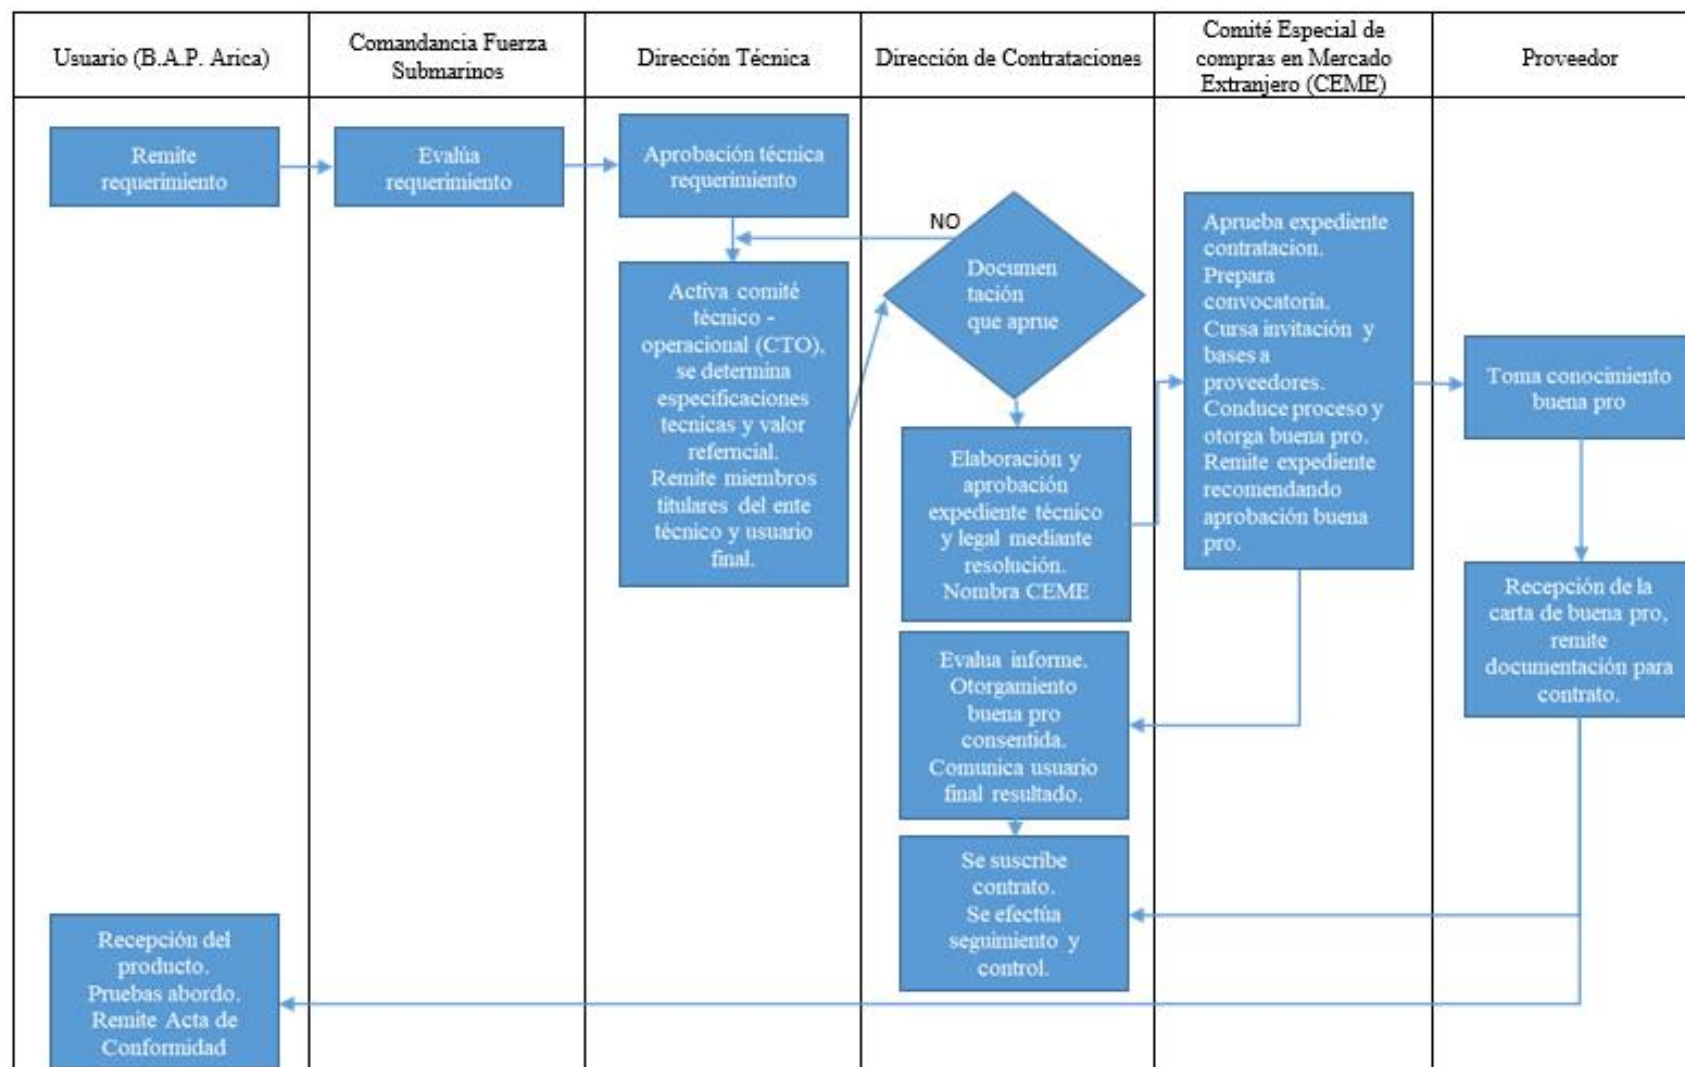 Usuario (B.A.P. Arica)
Comandancia Fuerza
Submarinos
Dirección Técnica
Dirección de Contrataciones
Comité Especial de
compras en Mercado
Extranjero (CEME)
Proveedor
Remite
requerimiento
Evalúa
requerimiento
Aprobación técnica
requerimiento
Activa comité
técnico -
operacional (CTO),
se determina
especificaciones
tecnicas y valor
referncial.
Remite miembros
titulares del ente
técnico y usuario
final.
NO
Documen
tación
que aprue
Elaboración y
aprobación
expediente técnico
y legal mediante
resolución.
Nombra CEME
Evalua informe.
Otorgamiento
buena pro
consentida.
Comunica usuario
final resultado.
Se suscribe
contrato.
Se efectúa
seguimiento y
control.
Aprueba expediente
contratacion.
Prepara
convocatoria.
Cursa invitación y
bases a
proveedores.
Conduce proceso y
otorga buena pro.
Remite expediente
recomendando
aprobación buena
pro.
Toma conocimiento
buena pro
Recepción de la
carta de buena pro,
remite
documentación para
contrato.
Recepción del
producto.
Pruebas abordo.
Remite Acta de
Conformidad